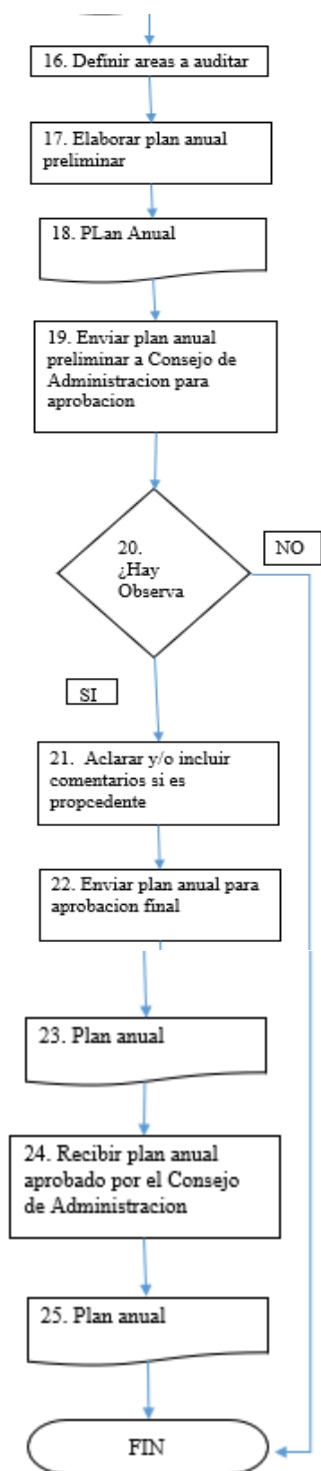 16. Definir areas a auditar
17. Elaborar plan anual
preliminar
18. PLan Anual
19. Enviar plan anual
preliminar a Consejo de
Administracion para
aprobacion
20.
¿Hay
Observa
NO
SI
21. Aclarar y/o incluir
comentarios si es
propcedente
22. Enviar plan anual para
aprobacion final
23. Plan anual
24. Recibir plan anual
aprobado por el Consejo
de Administracion
25. Plan anual
FIN